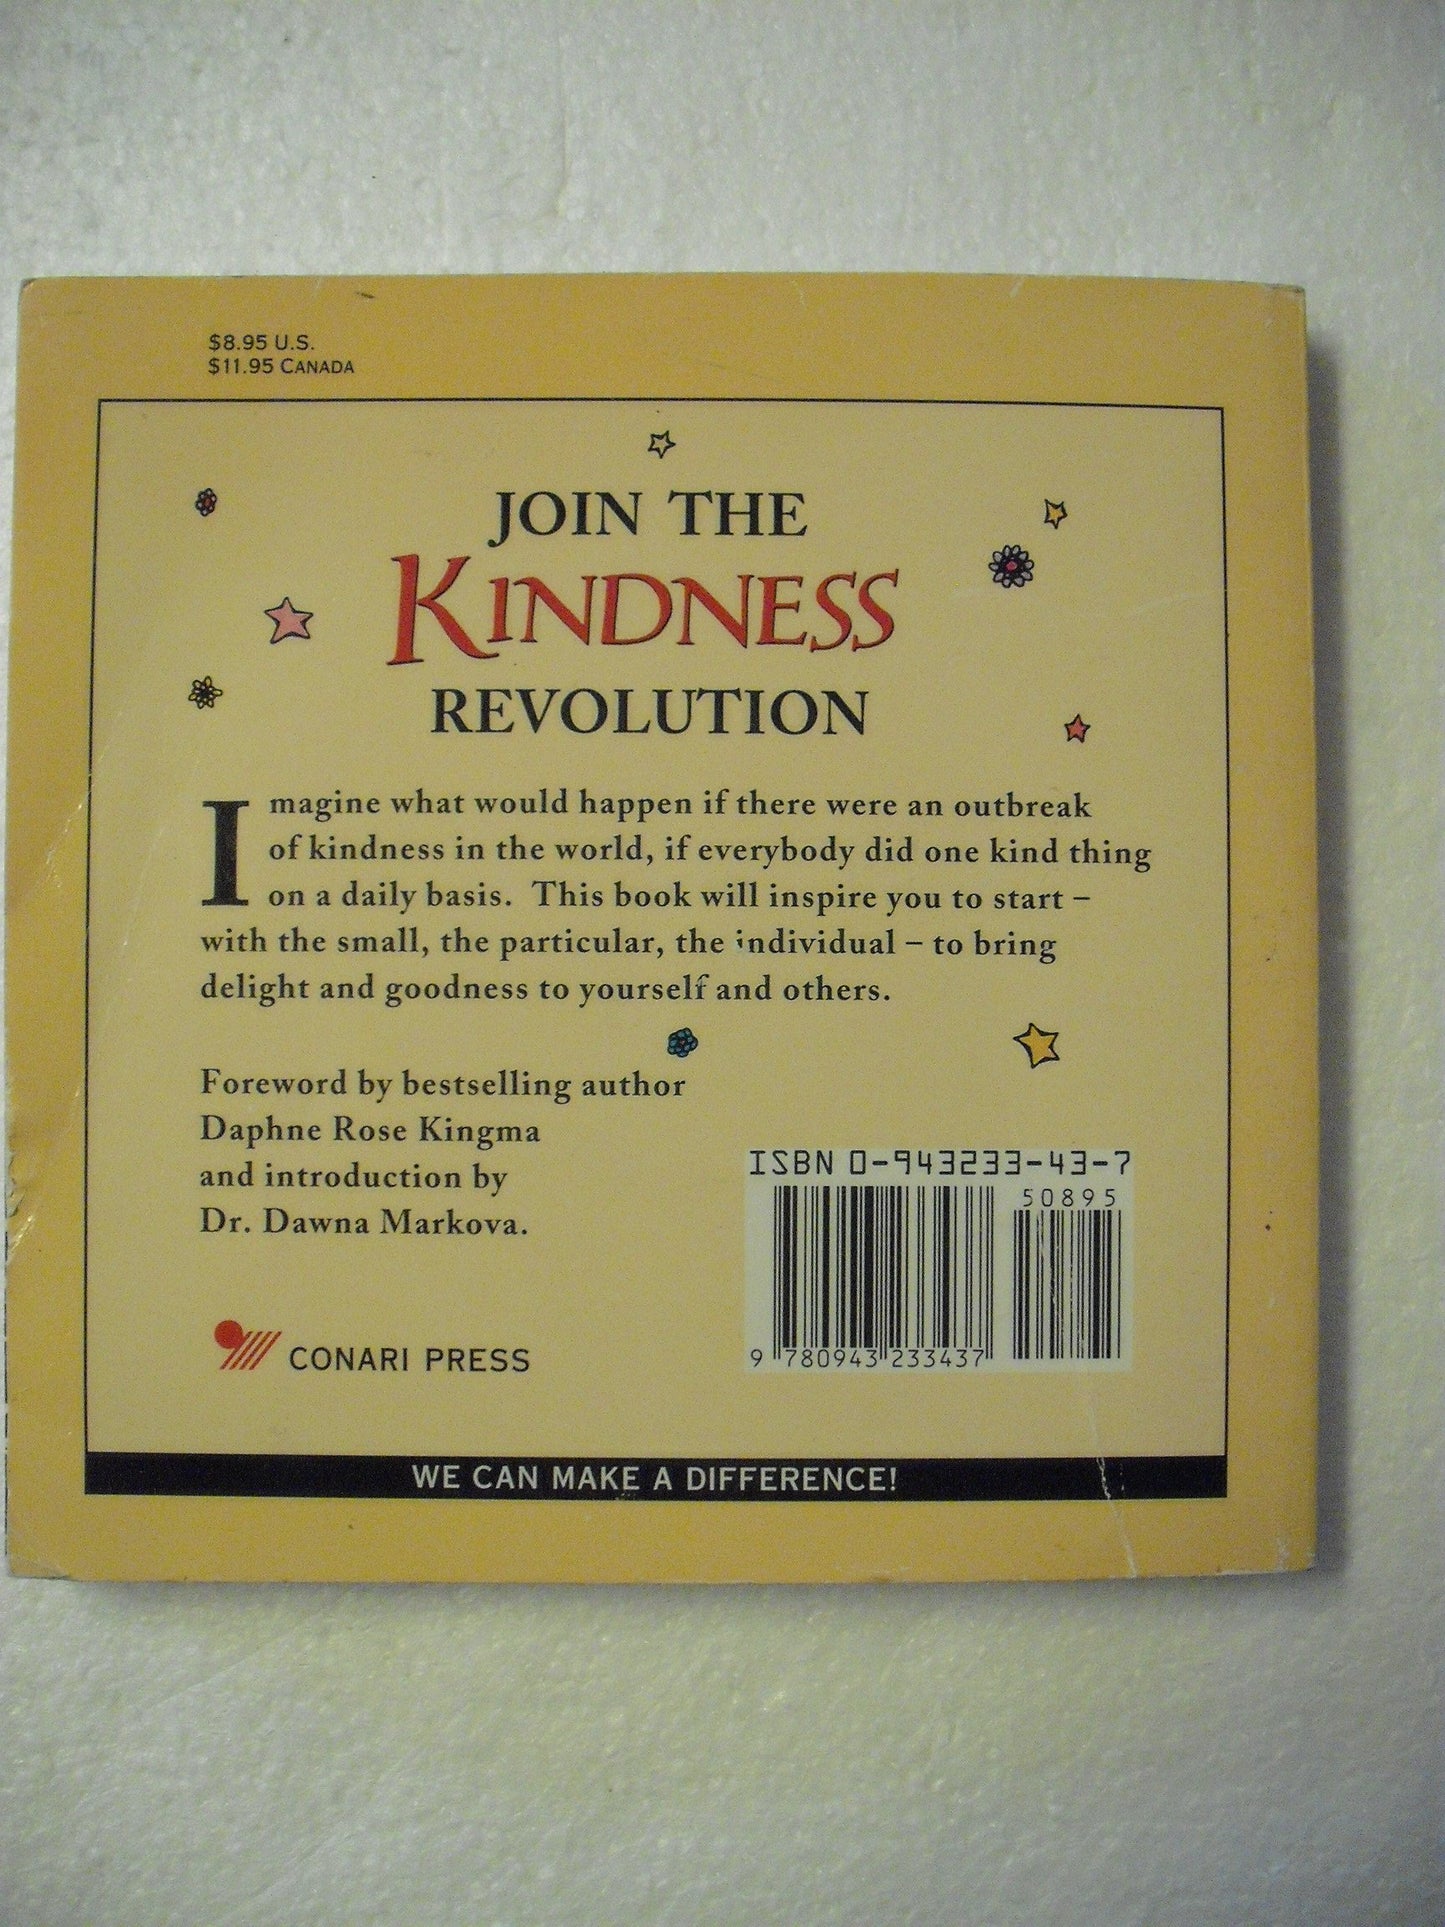 $8.95 U.S.
$11.95 CANADA
JOIN THE
KINDNESS
REVOLUTION
Imagine what would happen if there were an outbreak
of kindness in the world, if everybody did one kind thing
on a daily basis. This book will inspire you to start –
with the small, the particular, the individual – to bring
delight and goodness to yourself and others.
Foreword by bestselling author
Daphne Rose Kingma
and introduction by
Dr. Dawna Markova.
ISBN 0-943233-43-7
50895
9 780943 233437
CONARI PRESS
WE CAN MAKE A DIFFERENCE!